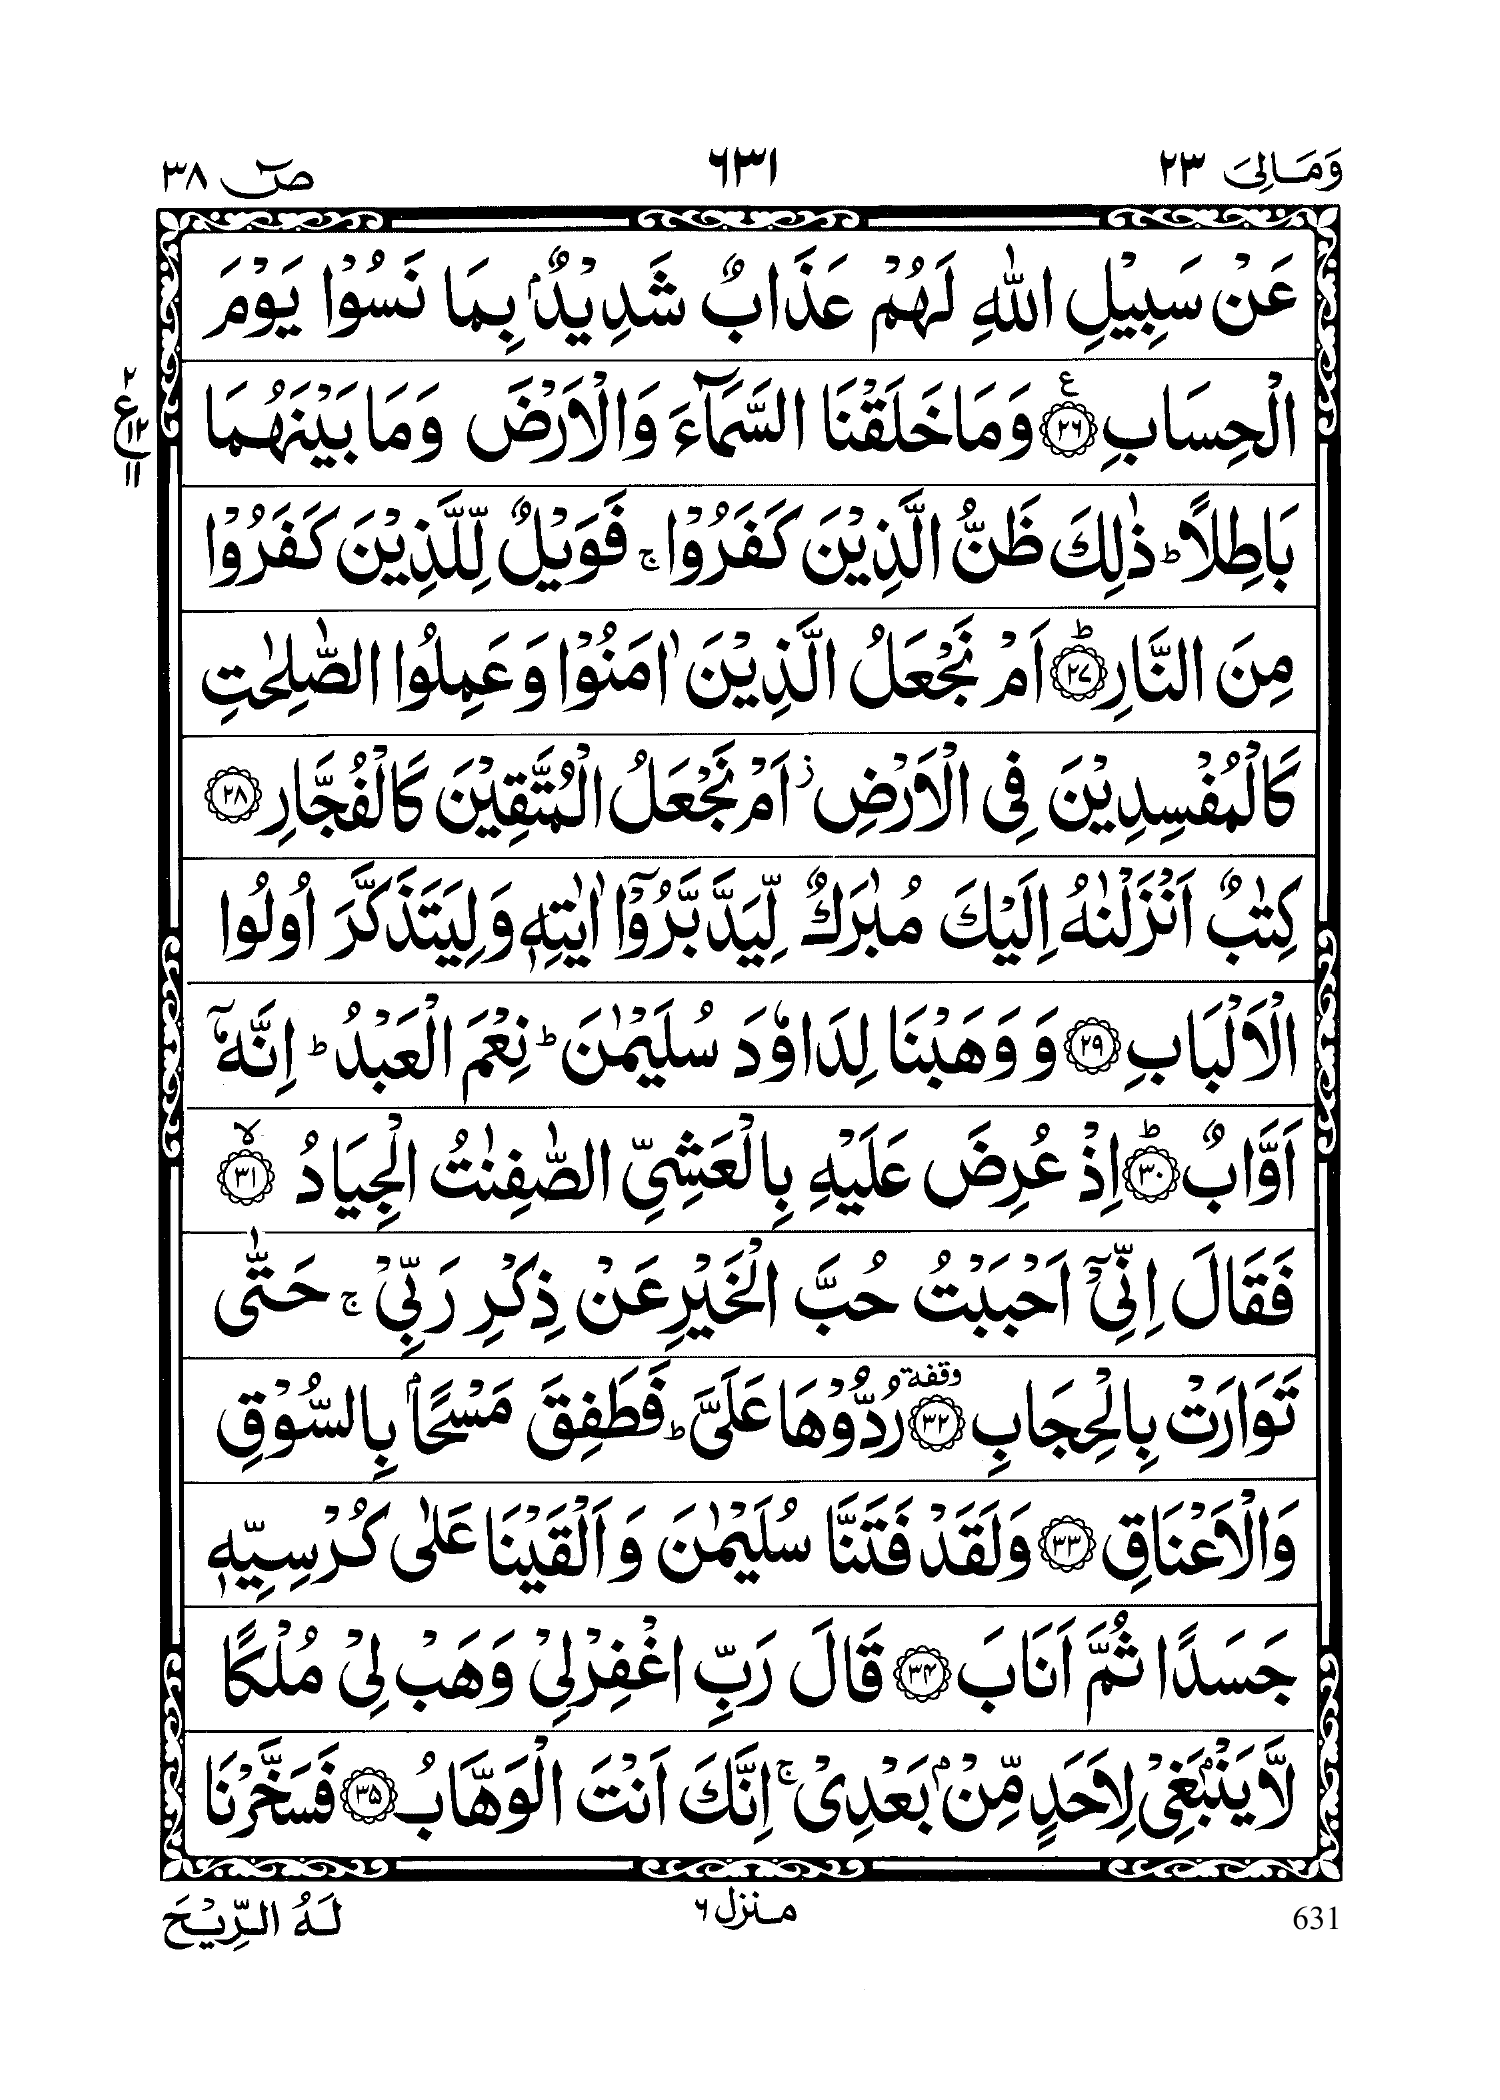 وَمَالِیَ ٢٣
٦٣١
صٓ ٣٨
عَنْ سَبِيْلِ اللّٰهِ لَهُمْ عَذَابٌ شَدِيْدٌۢ بِمَا نَسُوْا يَوْمَ
الْحِسَابِ ﴿٢٦﴾ ع وَمَا خَلَقْنَا السَّمَآءَ وَالْاَرْضَ وَمَا بَيْنَهُمَا
٢
ع ١٢
١١
بَاطِلًا ؕ ذٰلِكَ ظَنُّ الَّذِيْنَ كَفَرُوْا ۚ فَوَيْلٌ لِّلَّذِيْنَ كَفَرُوْا
مِنَ النَّارِ ﴿٢٧﴾ؕ اَمْ نَجْعَلُ الَّذِيْنَ اٰمَنُوْا وَعَمِلُوا الصّٰلِحٰتِ
كَالْمُفْسِدِيْنَ فِی الْاَرْضِ ز اَمْ نَجْعَلُ الْمُتَّقِيْنَ كَالْفُجَّارِ ﴿٢٨﴾
كِتٰبٌ اَنْزَلْنٰهُ اِلَيْكَ مُبٰرَكٌ لِّيَدَّبَّرُوْۤا اٰيٰتِهٖ وَلِيَتَذَكَّرَ اُولُوا
الْاَلْبَابِ ﴿٢٩﴾ وَ وَهَبْنَا لِدَاوٗدَ سُلَيْمٰنَ ؕ نِعْمَ الْعَبْدُ ؕ اِنَّهٗۤ
اَوَّابٌ ﴿٣٠﴾ؕ اِذْ عُرِضَ عَلَيْهِ بِالْعَشِیِّ الصّٰفِنٰتُ الْجِيَادُ ﴿٣١﴾ۙ
فَقَالَ اِنِّیْۤ اَحْبَبْتُ حُبَّ الْخَيْرِ عَنْ ذِكْرِ رَبِّیْ ۚ حَتّٰی
تَوَارَتْ بِالْحِجَابِ ﴿٣٢﴾ وقفة رُدُّوْهَا عَلَیَّ ؕ فَطَفِقَ مَسْحًاۢ بِالسُّوْقِ
وَالْاَعْنَاقِ ﴿٣٣﴾ وَلَقَدْ فَتَنَّا سُلَيْمٰنَ وَاَلْقَيْنَا عَلٰی كُرْسِيِّهٖ
جَسَدًا ثُمَّ اَنَابَ ﴿٣٤﴾ قَالَ رَبِّ اغْفِرْلِیْ وَهَبْ لِیْ مُلْكًا
لَّا يَنْۢبَغِیْ لِاَحَدٍ مِّنْۢ بَعْدِیْ ۚ اِنَّكَ اَنْتَ الْوَهَّابُ ﴿٣٥﴾ فَسَخَّرْنَا
631
منزل ٦
لَهُ الرِّيْحَ